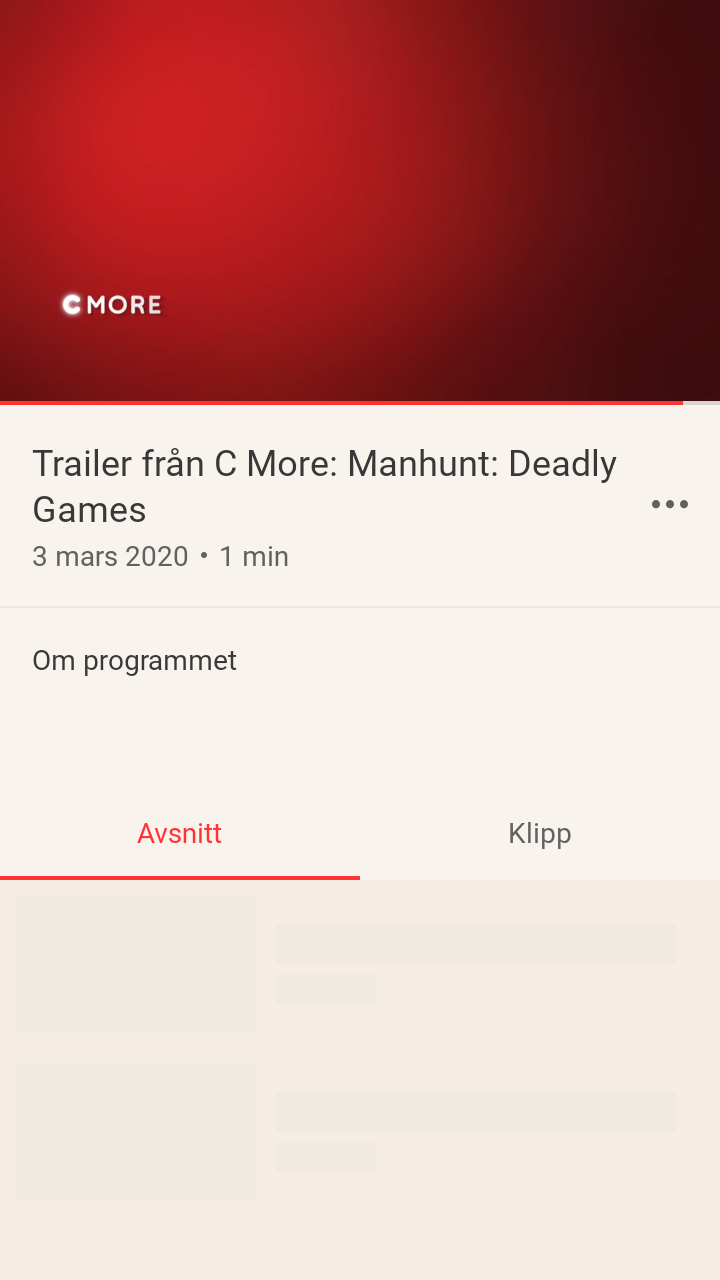 C MORE
Trailer från C More: Manhunt: Deadly
Games
3 mars 2020 • 1 min
Om programmet
Avsnitt
Klipp